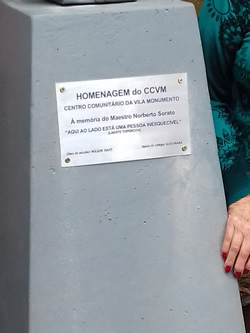 HOMENAGEM do CCVM
CENTRO COMUNITÁRIO DA VILA MONUMENTO
À memória do Maestro Norberto Sorato
"AQUI AO LADO ESTÁ UMA PESSOA INESQUECÍVEL"